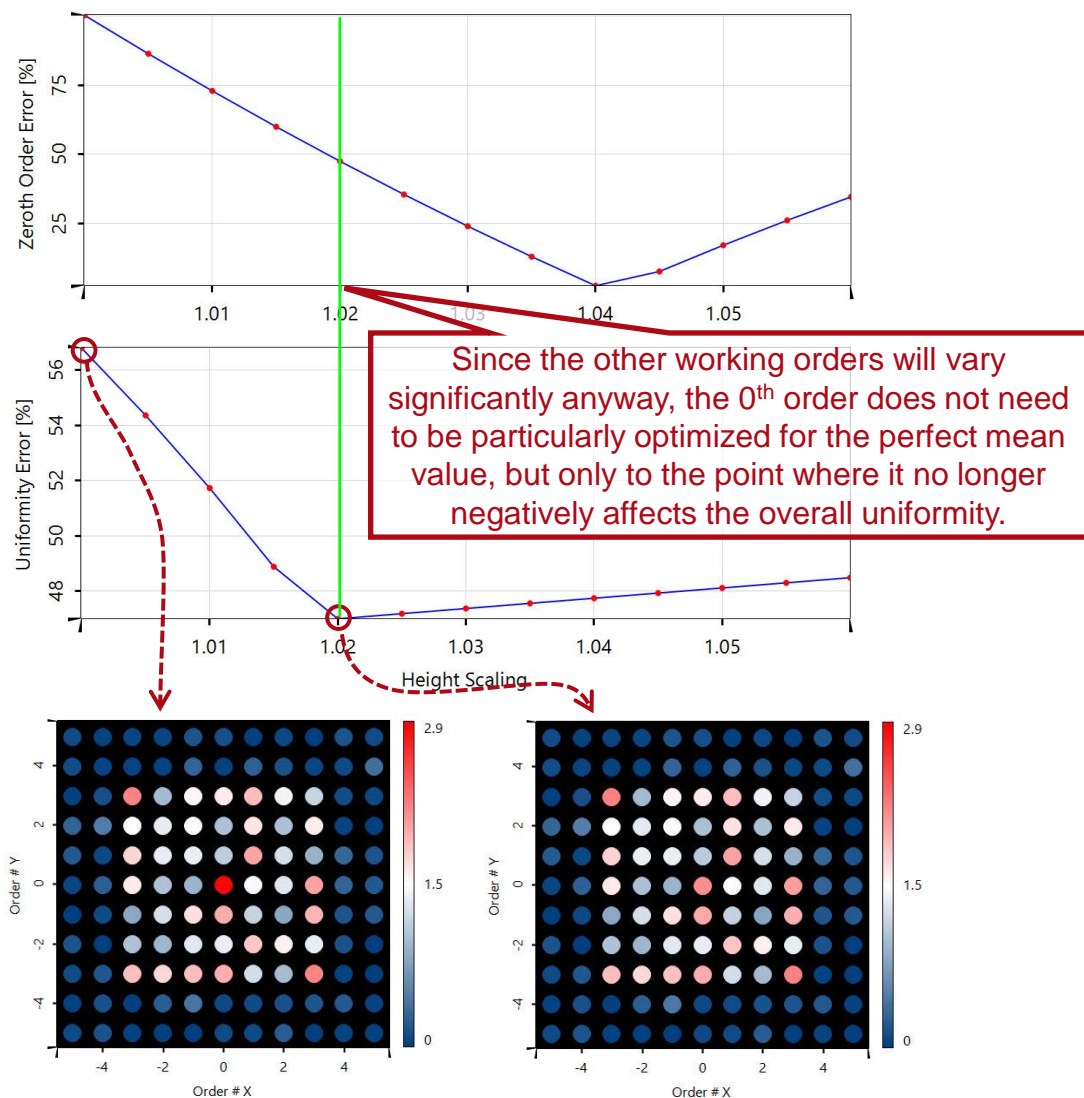 Zeroth Order Error [%]
75
50
25
1.01 1.02 1.03 1.04 1.05
Since the other working orders will vary
significantly anyway, the 0th order does not need
to be particularly optimized for the perfect mean
value, but only to the point where it no longer
negatively affects the overall uniformity.
Uniformity Error [%]
56
54
52
50
48
1.01 1.02 1.03 1.04 1.05
Height Scaling
Order # Y
4
2
0
-2
-4
-4 -2 0 2 4
Order # X
2.9
1.5
0
Order # Y
4
2
0
-2
-4
-4 -2 0 2 4
Order # X
2.9
1.5
0